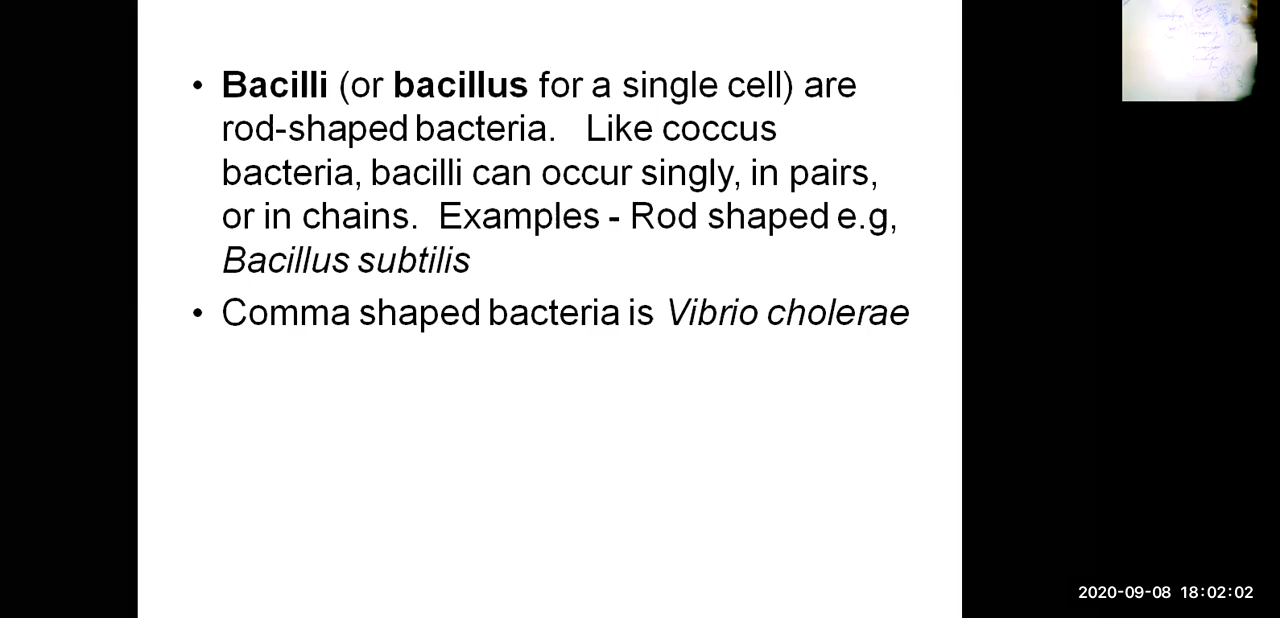 • Bacilli (or bacillus for a single cell) are
rod-shaped bacteria. Like coccus
bacteria, bacilli can occur singly, in pairs,
or in chains. Examples - Rod shaped e.g,
Bacillus subtilis
• Comma shaped bacteria is Vibrio cholerae
2020-09-08 18:02:02